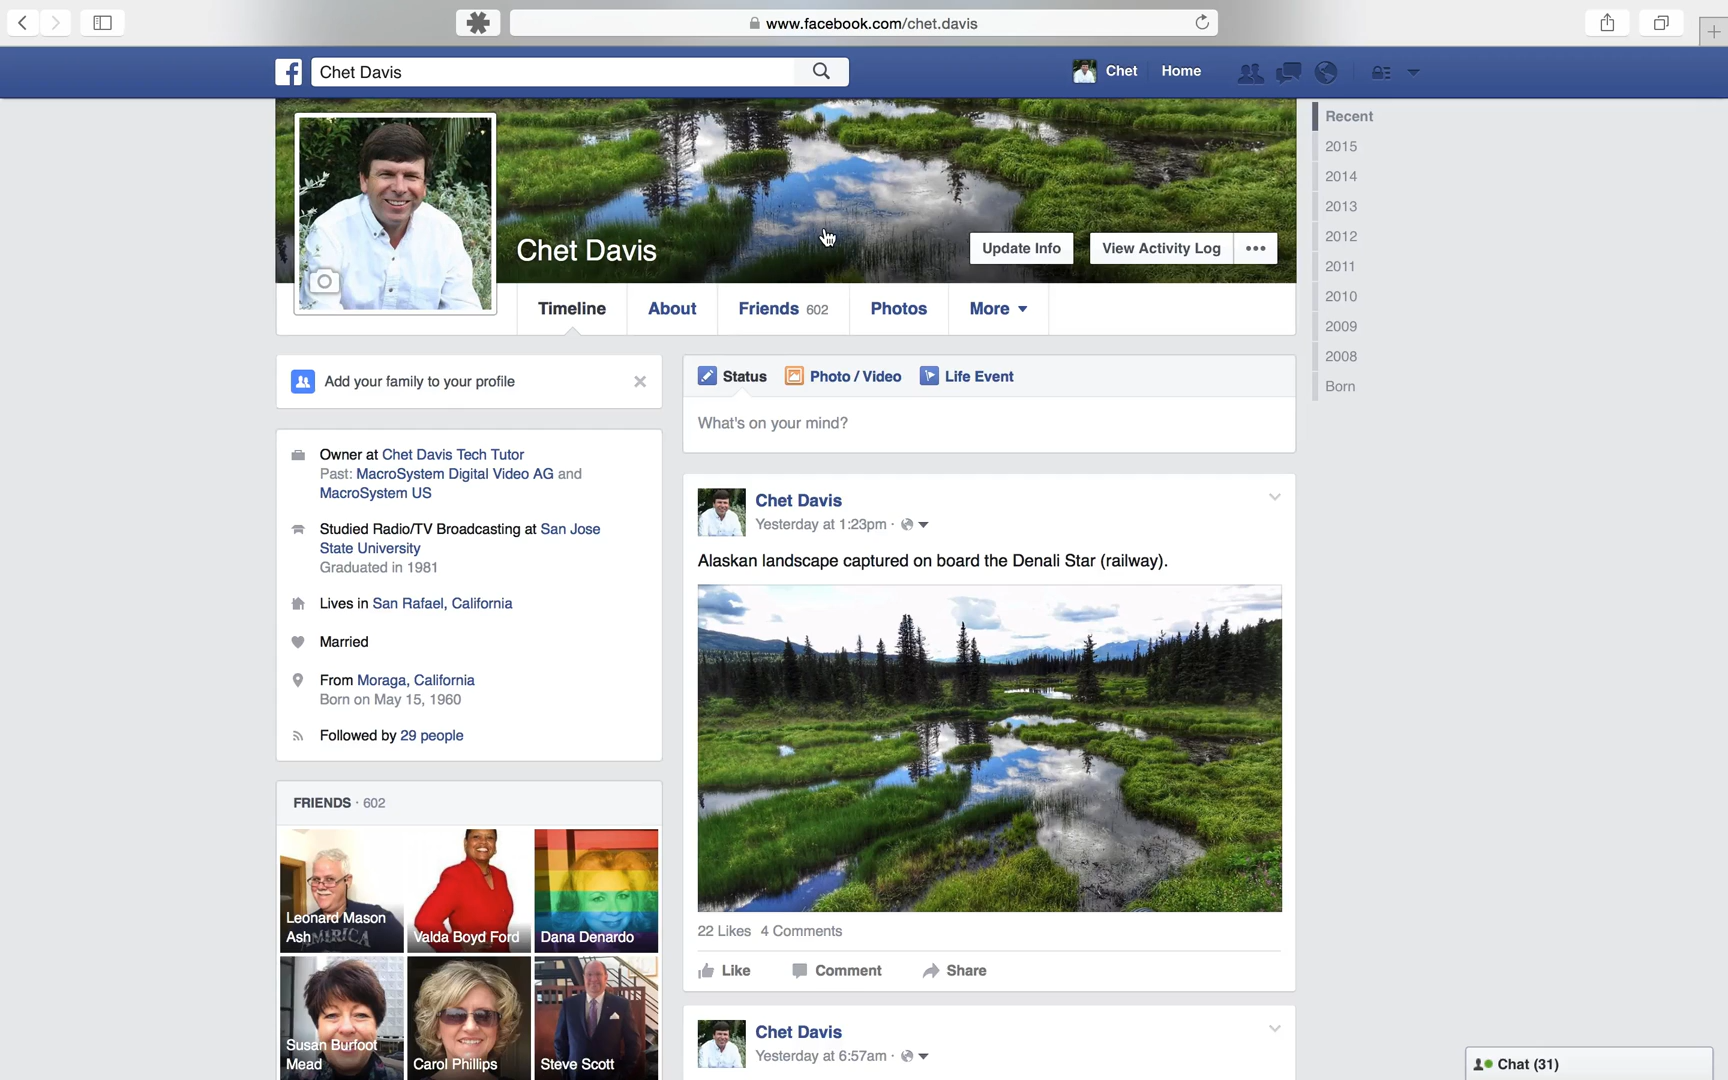 www.facebook.com/chet.davis
Chet Davis
Chet
Home
Chet Davis
Update Info
View Activity Log
Timeline
About
Friends 602
Photos
More
Recent
2015
2014
2013
2012
2011
2010
2009
2008
Born
Add your family to your profile
Owner at Chet Davis Tech Tutor
Past: MacroSystem Digital Video AG and
MacroSystem US
Studied Radio/TV Broadcasting at San Jose
State University
Graduated in 1981
Lives in San Rafael, California
Married
From Moraga, California
Born on May 15, 1960
Followed by 29 people
FRIENDS · 602
Leonard Mason
Ash
AMERICA
Valda Boyd Ford
Dana Denardo
Susan Burfoot
Mead
Carol Phillips
Steve Scott
Status
Photo / Video
Life Event
What's on your mind?
Chet Davis
Yesterday at 1:23pm ·
Alaskan landscape captured on board the Denali Star (railway).
22 Likes 4 Comments
Like
Comment
Share
Chet Davis
Yesterday at 6:57am ·
Chat (31)